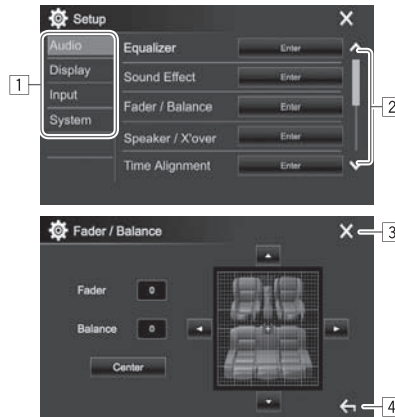 Setup
Audio
Display
Input
System
Equalizer Enter
Sound Effect Enter
Fader / Balance Enter
Speaker / X'over Enter
Time Alignment Enter
1
2
Fader / Balance
3
Fader 0
Balance 0
Center
4